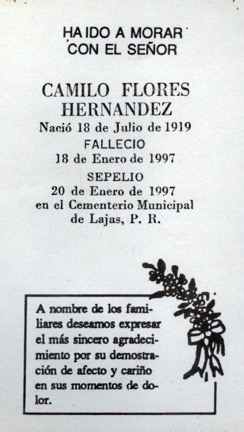 HA IDO A MORAR
CON EL SEÑOR
CAMILO FLORES
HERNANDEZ
Nació 18 de Julio de 1919
FALLECIO
18 de Enero de 1997
SEPELIO
20 de Enero de 1997
en el Cementerio Municipal
de Lajas, P. R.
A nombre de los fami-
liares deseamos expresar
el más sincero agradeci-
miento por su demostra-
ción de afecto y cariño
en sus momentos de do-
lor.